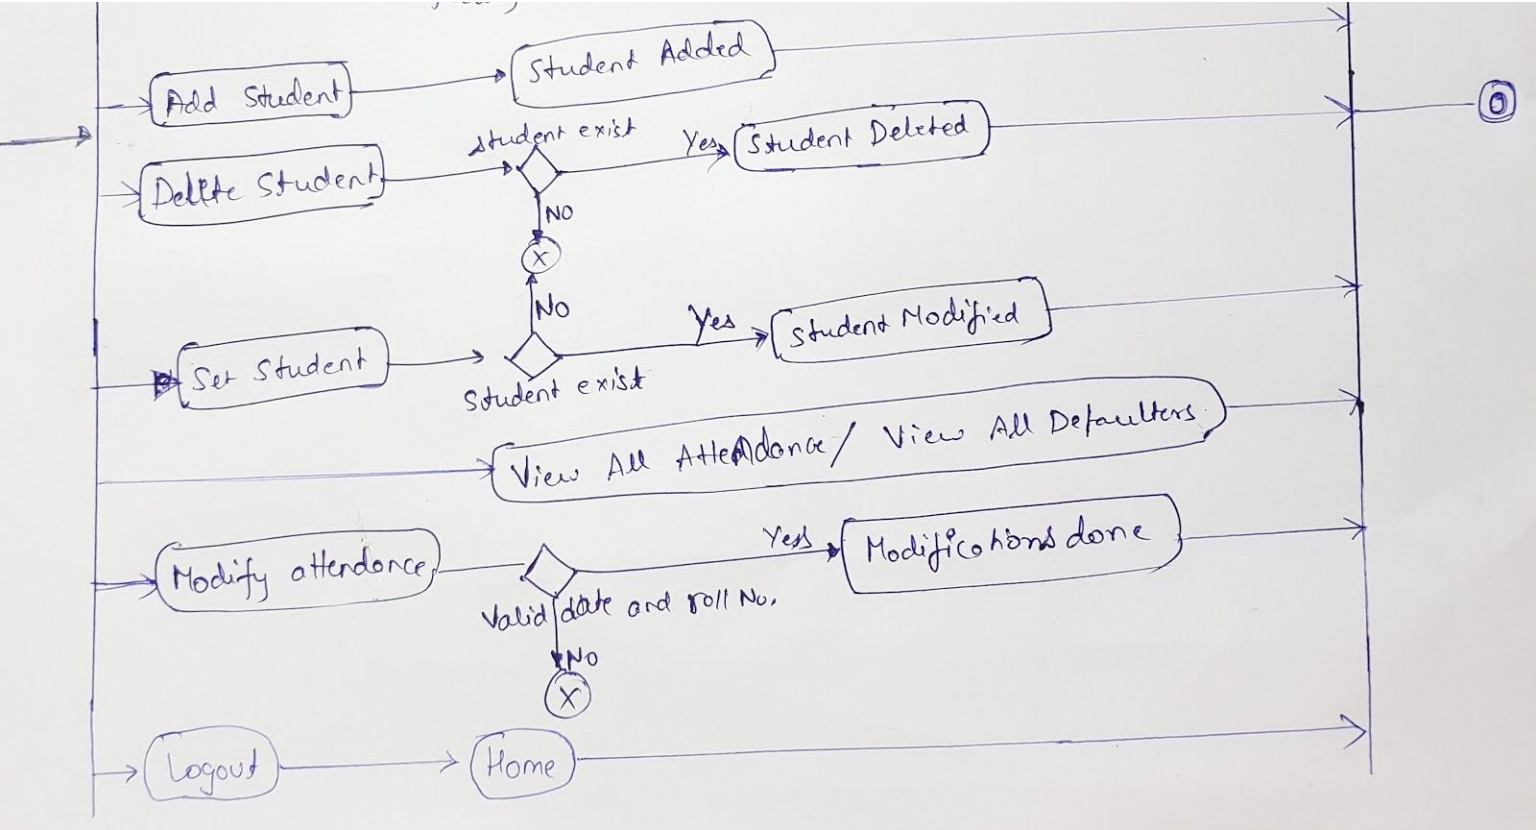 Student Added
Add Student
student exist
Yes
Student Deleted
Delete Student
NO
X
NO
Yes
Student Modified
Set Student
Student exist
View All Attendance/ View All Defaulters
Yes
Modifications done
Modify attendance
Valid date and roll No.
NO
X
Logout
Home